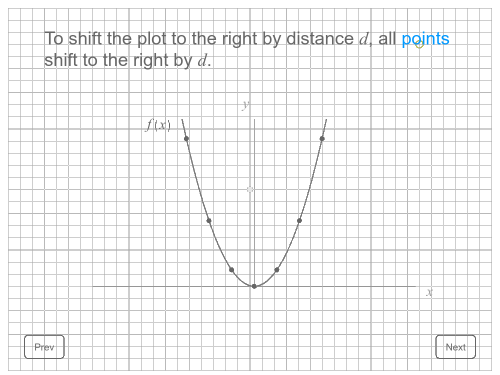 To shift the plot to the right by distance d, all points
shift to the right by d.
y
f(x)
x
Prev
Next